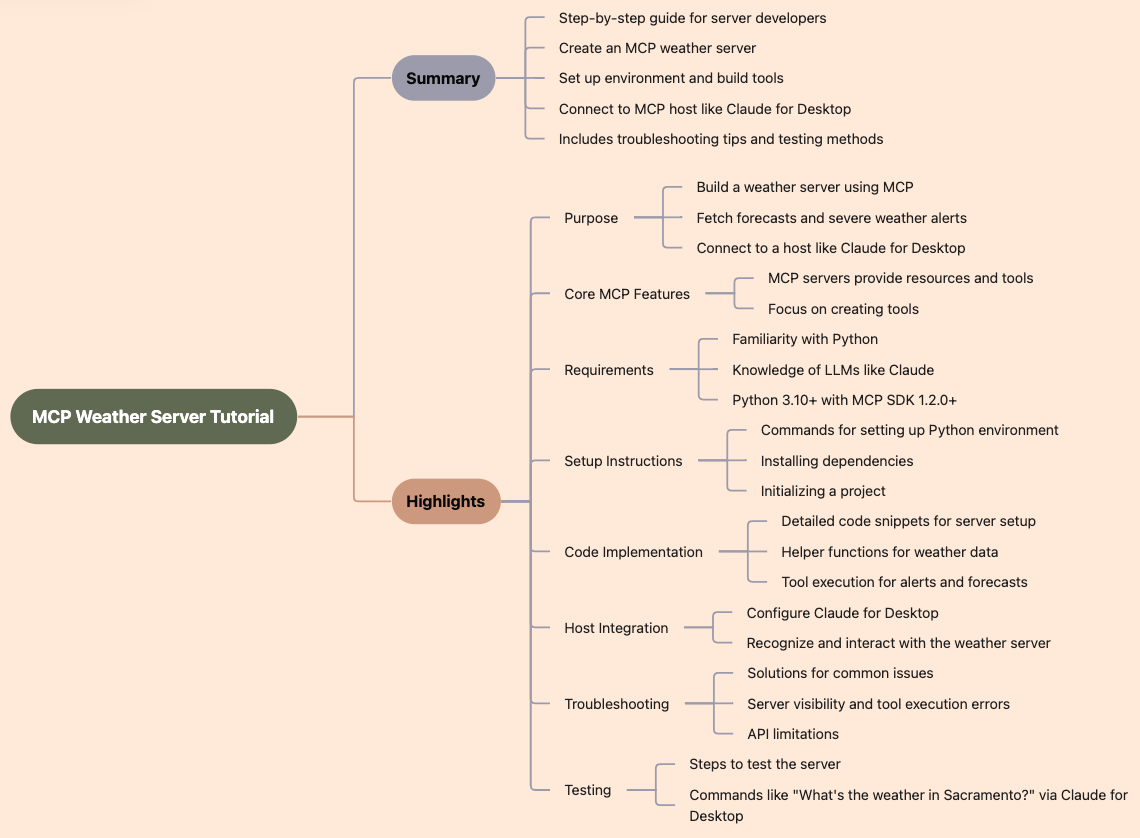 MCP Weather Server Tutorial
Summary
Step-by-step guide for server developers
Create an MCP weather server
Set up environment and build tools
Connect to MCP host like Claude for Desktop
Includes troubleshooting tips and testing methods
Highlights
Purpose
Build a weather server using MCP
Fetch forecasts and severe weather alerts
Connect to a host like Claude for Desktop
Core MCP Features
MCP servers provide resources and tools
Focus on creating tools
Requirements
Familiarity with Python
Knowledge of LLMs like Claude
Python 3.10+ with MCP SDK 1.2.0+
Setup Instructions
Commands for setting up Python environment
Installing dependencies
Initializing a project
Code Implementation
Detailed code snippets for server setup
Helper functions for weather data
Tool execution for alerts and forecasts
Host Integration
Configure Claude for Desktop
Recognize and interact with the weather server
Troubleshooting
Solutions for common issues
Server visibility and tool execution errors
API limitations
Testing
Steps to test the server
Commands like "What's the weather in Sacramento?" via Claude for
Desktop